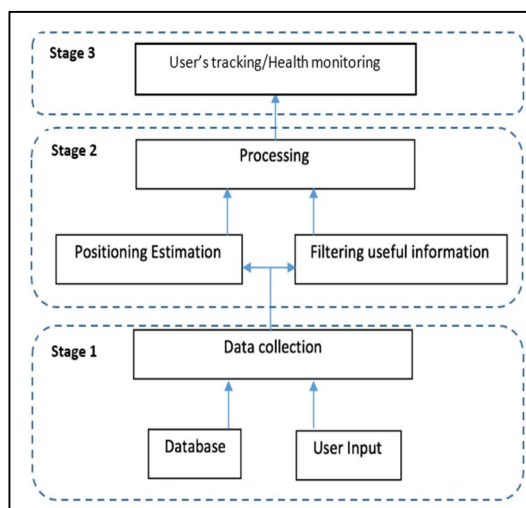 Stage 3
User's tracking/Health monitoring
Stage 2
Processing
Positioning Estimation
Filtering useful information
Stage 1
Data collection
Database
User Input